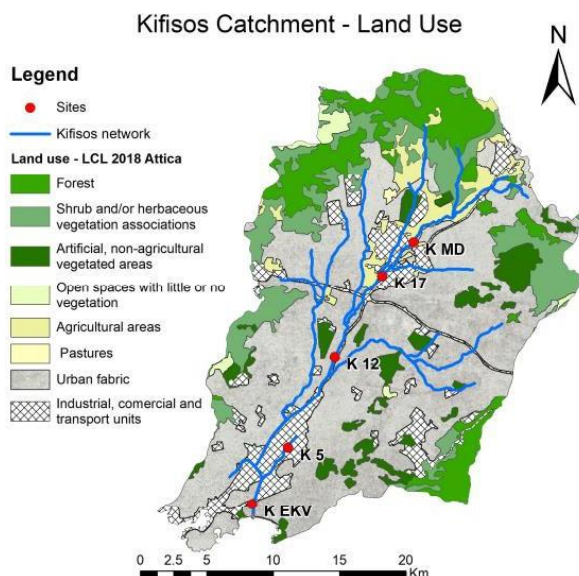 Kifisos Catchment - Land Use
N
Legend
Sites
Kifisos network
Land use - LCL 2018 Attica
Forest
Shrub and/or herbaceous
vegetation associations
Artificial, non-agricultural
vegetated areas
Open spaces with little or no
vegetation
Agricultural areas
Pastures
Urban fabric
Industrial, comercial and
transport units
K MD
K 17
K 12
K 5
K EKV
0 2.5 5 10 15 20
Km